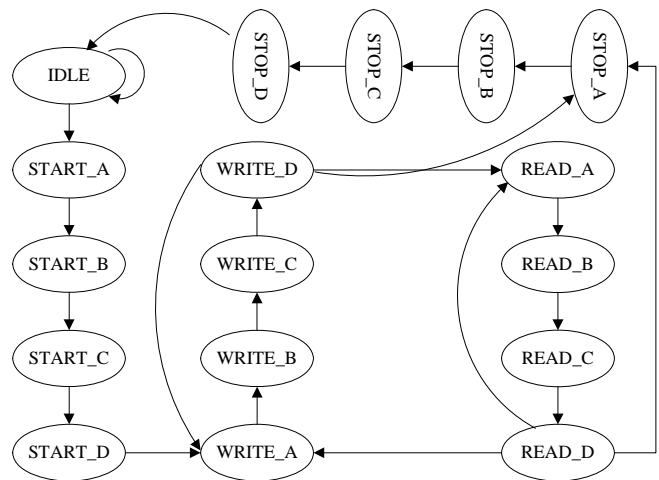 IDLE
STOP_D
STOP_C
STOP_B
STOP_A
START_A
WRITE_D
READ_A
START_B
WRITE_C
READ_B
START_C
WRITE_B
READ_C
START_D
WRITE_A
READ_D